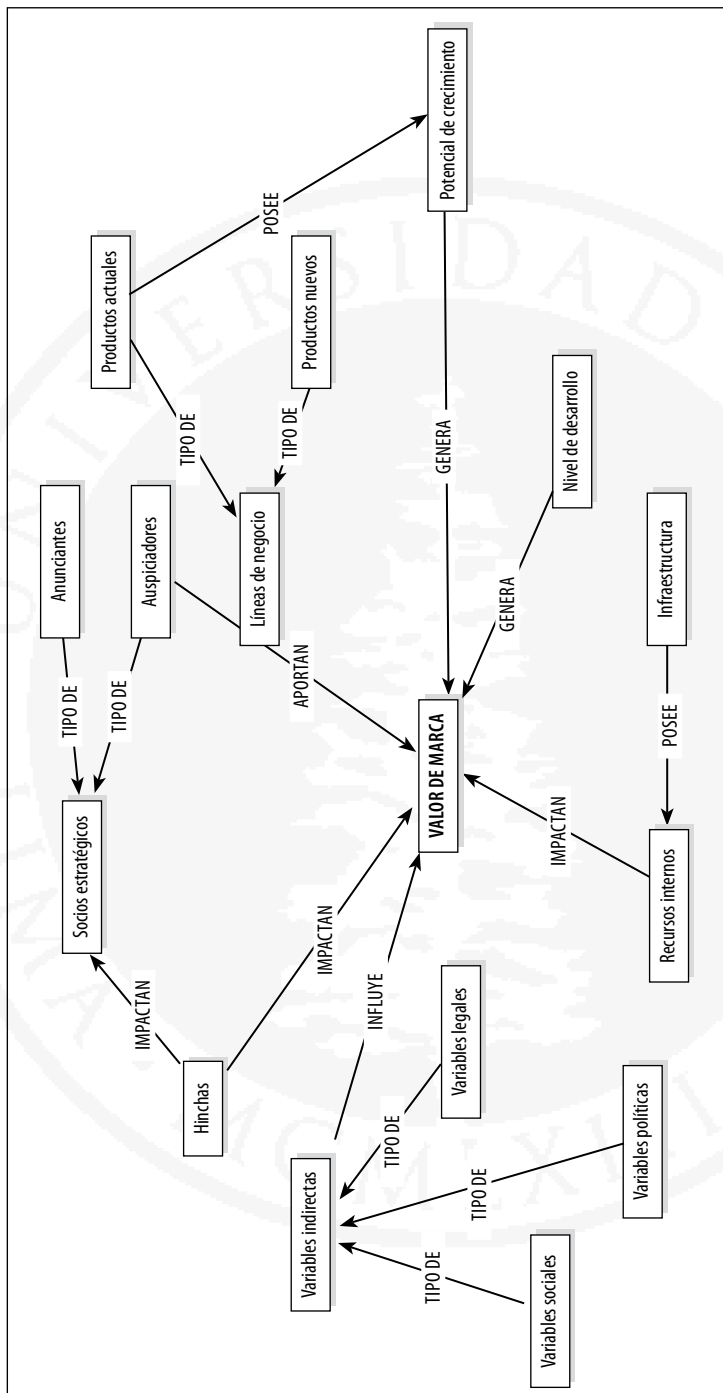 Anunciantes
Socios estratégicos
TIPO DE
Productos actuales
TIPO DE
IMPACTAN
Auspiciadores
TIPO DE
Hinchas
Líneas de negocio
POSEE
TIPO DE
APORTAN
Variables indirectas
Productos nuevos
IMPACTAN
INFLUYE
TIPO DE
VALOR DE MARCA
TIPO DE
GENERA
Potencial de crecimiento
Variables legales
TIPO DE
GENERA
Variables sociales
IMPACTAN
Nivel de desarrollo
Variables políticas
Recursos internos
POSEE
Infraestructura
UNIVERSIDAD